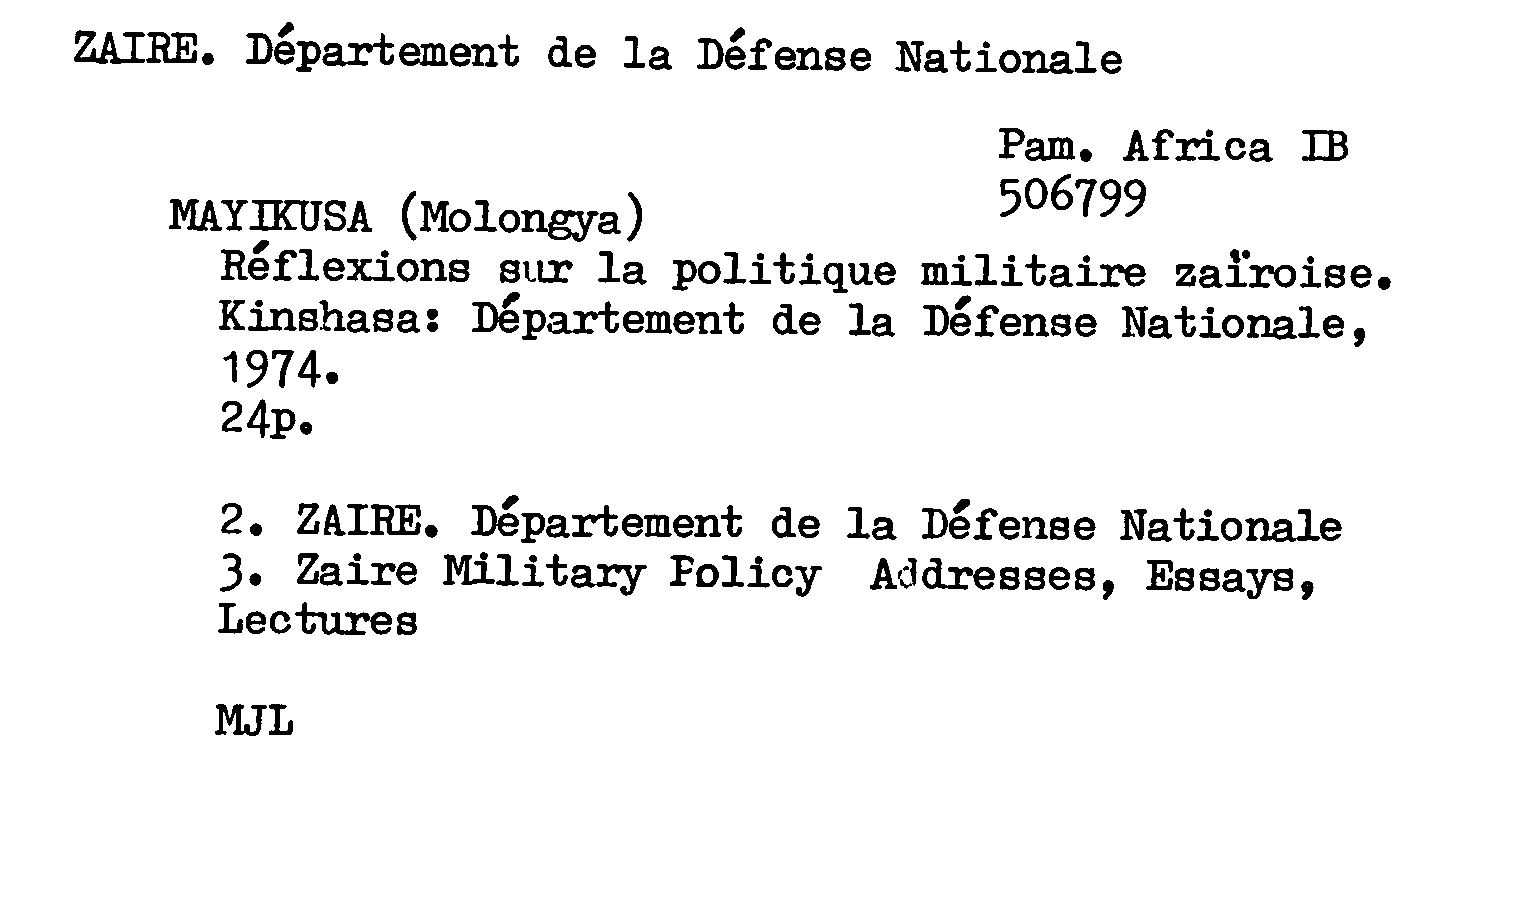 ZAIRE. Département de la Défense Nationale
Pam. Africa IB
506799
MAYIKUSA (Molongya)
Réflexions sur la politique militaire zaïroise.
Kinshasa: Département de la Défense Nationale,
1974.
24p.
2. ZAIRE. Département de la Défense Nationale
3. Zaire Military Policy  Addresses, Essays,
Lectures
MJL